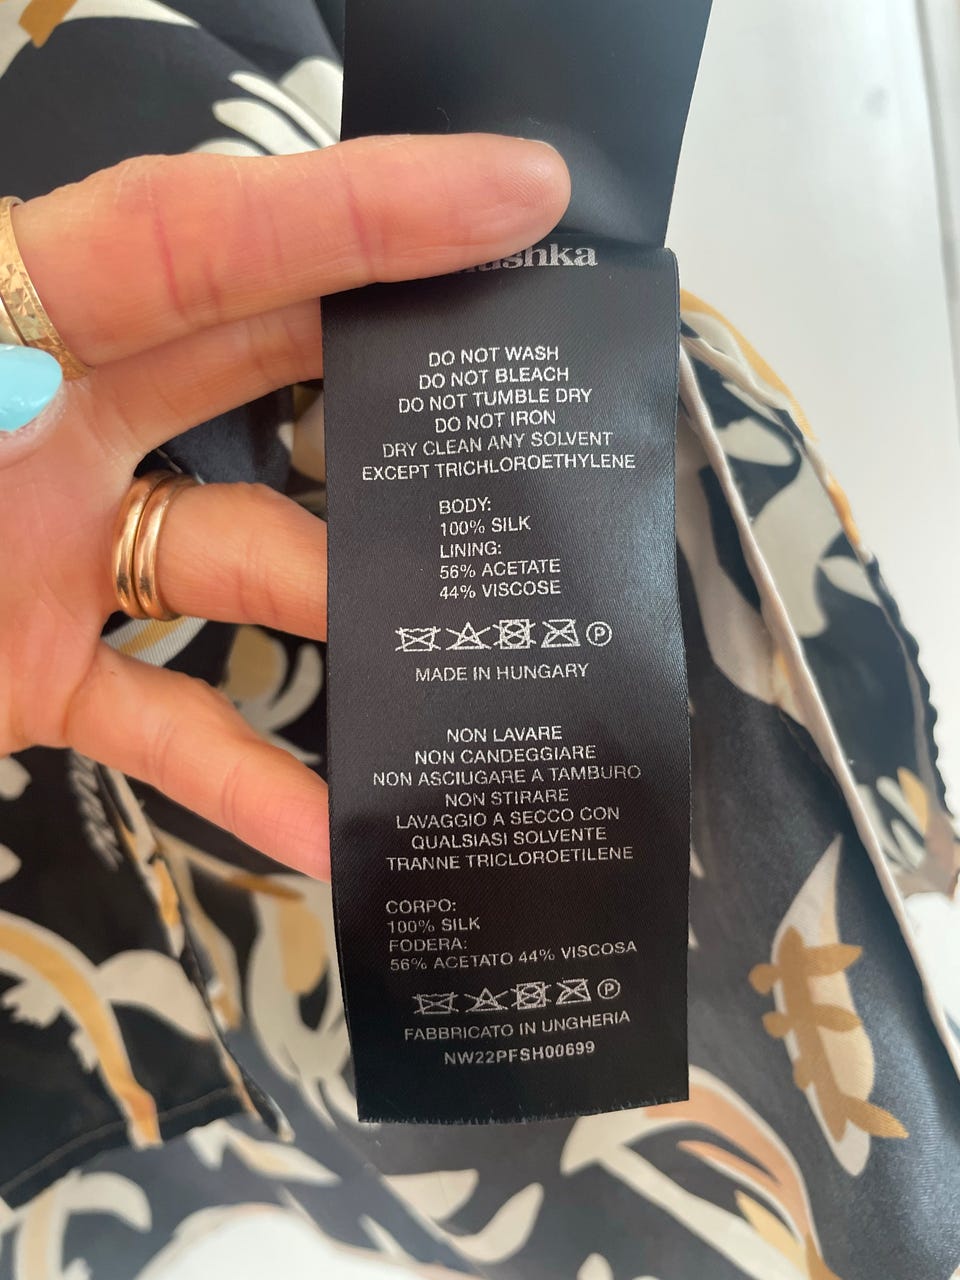 DO NOT WASH
DO NOT BLEACH
DO NOT TUMBLE DRY
DO NOT IRON
DRY CLEAN ANY SOLVENT
EXCEPT TRICHLOROETHYLENE
BODY:
100% SILK
LINING:
56% ACETATE
44% VISCOSE
P
MADE IN HUNGARY
NON LAVARE
NON CANDEGGIARE
NON ASCIUGARE A TAMBURO
NON STIRARE
LAVAGGIO A SECCO CON
QUALSIASI SOLVENTE
TRANNE TRICLOROETILENE
CORPO:
100% SILK
FODERA:
56% ACETATO 44% VISCOSA
P
FABBRICATO IN UNGHERIA
NW22PFSH00699